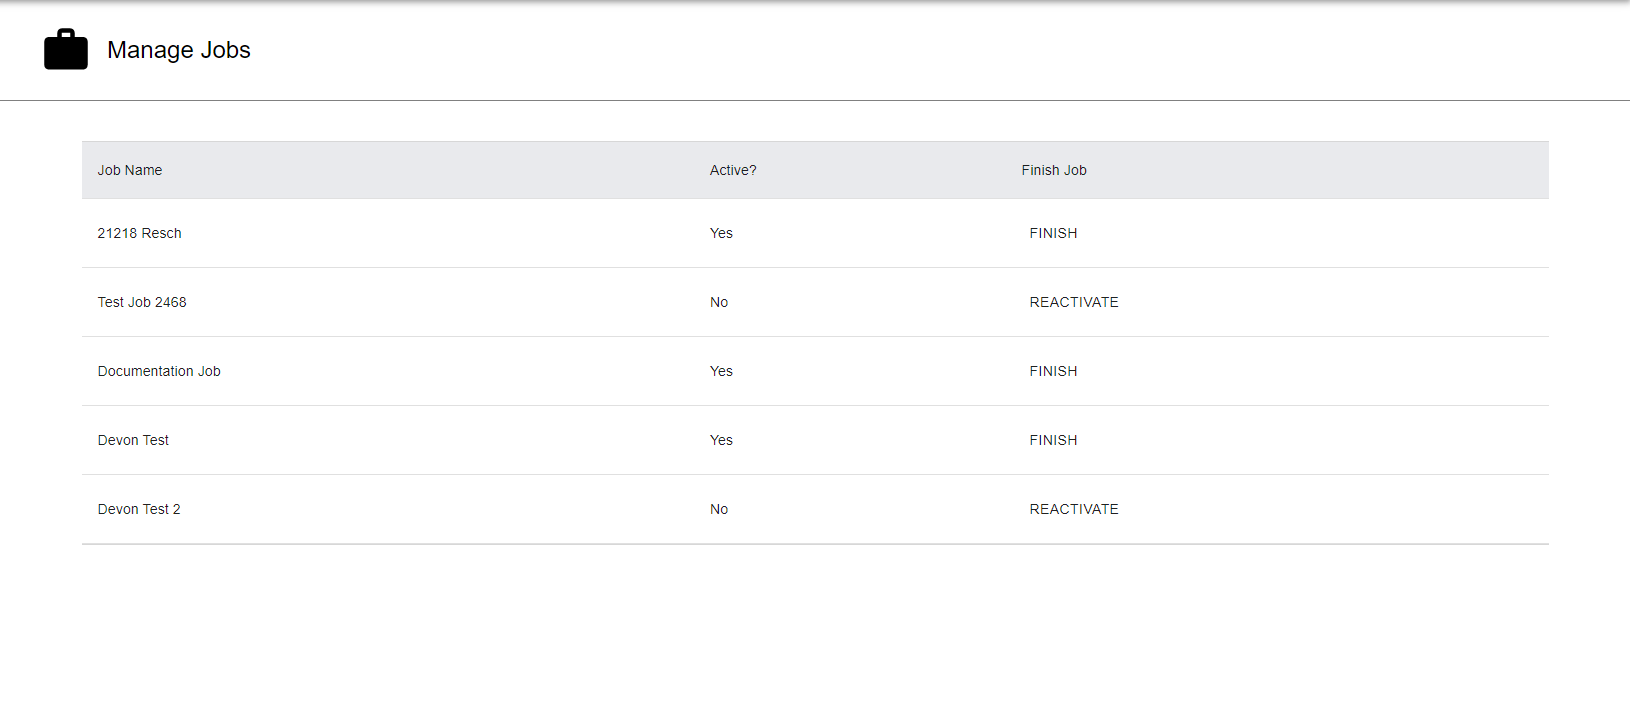 Manage Jobs
Job Name Active? Finish Job
21218 Resch Yes FINISH
Test Job 2468 No REACTIVATE
Documentation Job Yes FINISH
Devon Test Yes FINISH
Devon Test 2 No REACTIVATE